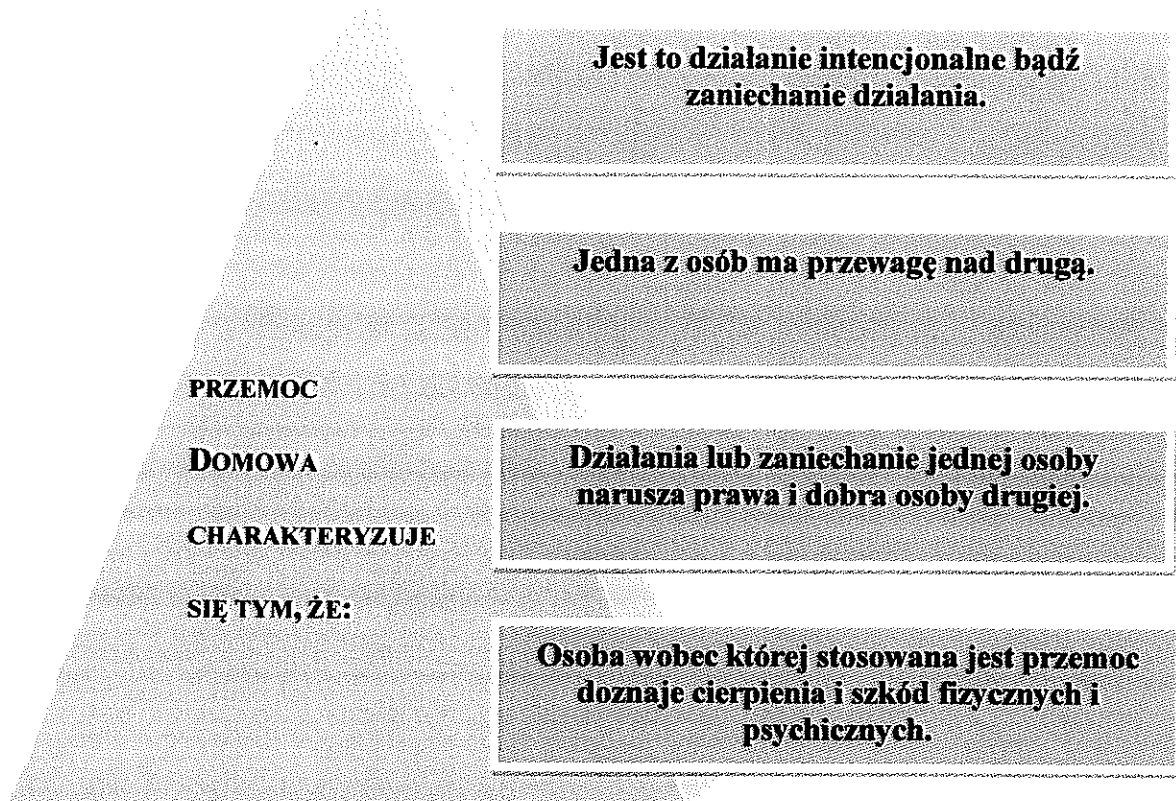 PRZEMOC
DOMOWA
CHARAKTERYZUJE
SIĘ TYM, ŻE:
Jest to działanie intencjonalne bądź
zaniechanie działania.
Jedna z osób ma przewagę nad drugą.
Działania lub zaniechanie jednej osoby
narusza prawa i dobra osoby drugiej.
Osoba wobec której stosowana jest przemoc
doznaje cierpienia i szkód fizycznych i
psychicznych.